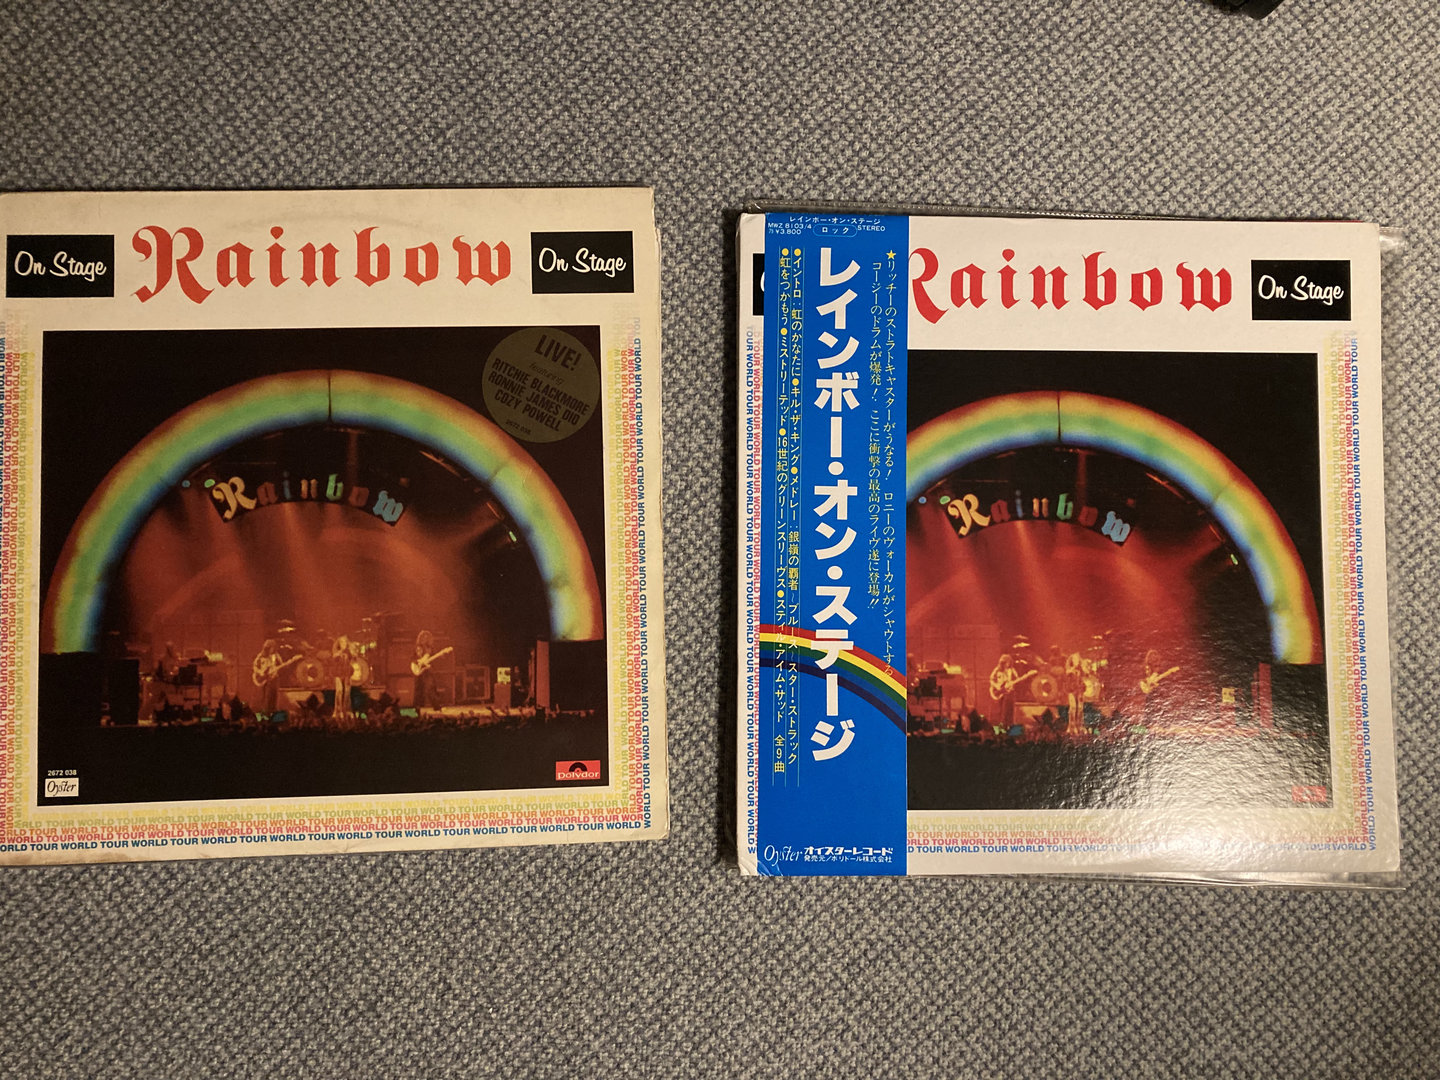 On Stage
Rainbow
On Stage
LIVE!
featuring
RITCHIE BLACKMORE
RONNIE JAMES DIO
COZY POWELL
2672 038
Rainbow
2672 038
Oyster
polydor
WORLD TOUR WORLD TOUR WORLD TOUR WORLD TOUR WORLD TOUR WORLD TOUR
レインボー・オン・ステージ
MWZ 8103/4
ロック
STEREO
¥3,800
★リッチーのストラトキャスターがうなる! ロニーのヴォーカルがシャウトする
コージーのドラムが爆発! ここに衝撃の最高のライヴ遂に登場!!
レインボー・オン・ステージ
●イントロ:虹のかなたに●キル・ザ・キング●メドレー:銀嶺の覇者~ブルース~スター・ストラック
●虹をつかもう●ミストリーテッド●16世紀のグリーンスリーヴス●スティル・アイム・サッド 全9曲
Oyster オイスターレコード
発売元/ポリドール株式会社
Rainbow
On Stage
Rainbow
WORLD TOUR WORLD TOUR WORLD TOUR WORLD TOUR